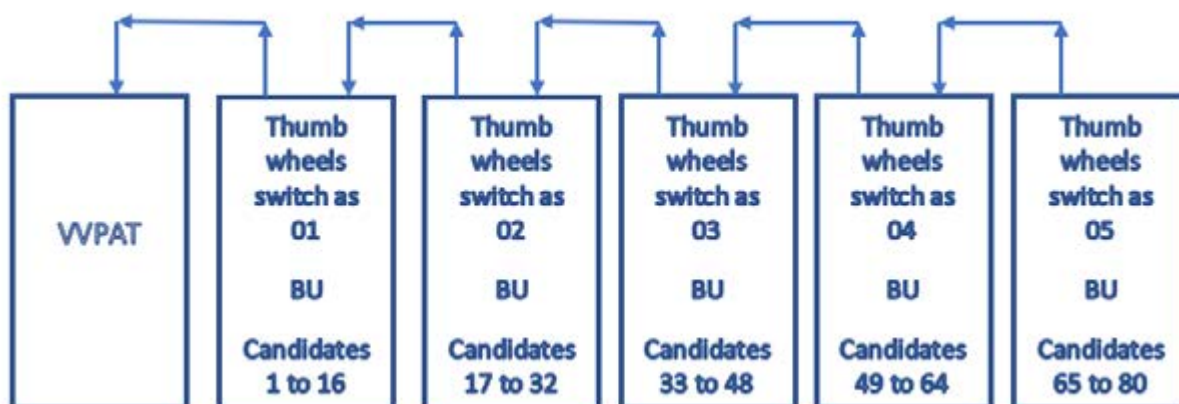 VVPAT
Thumb
wheels
switch as
01
BU
Candidates
1 to 16
Thumb
wheels
switch as
02
BU
Candidates
17 to 32
Thumb
wheels
switch as
03
BU
Candidates
33 to 48
Thumb
wheels
switch as
04
BU
Candidates
49 to 64
Thumb
wheels
switch as
05
BU
Candidates
65 to 80